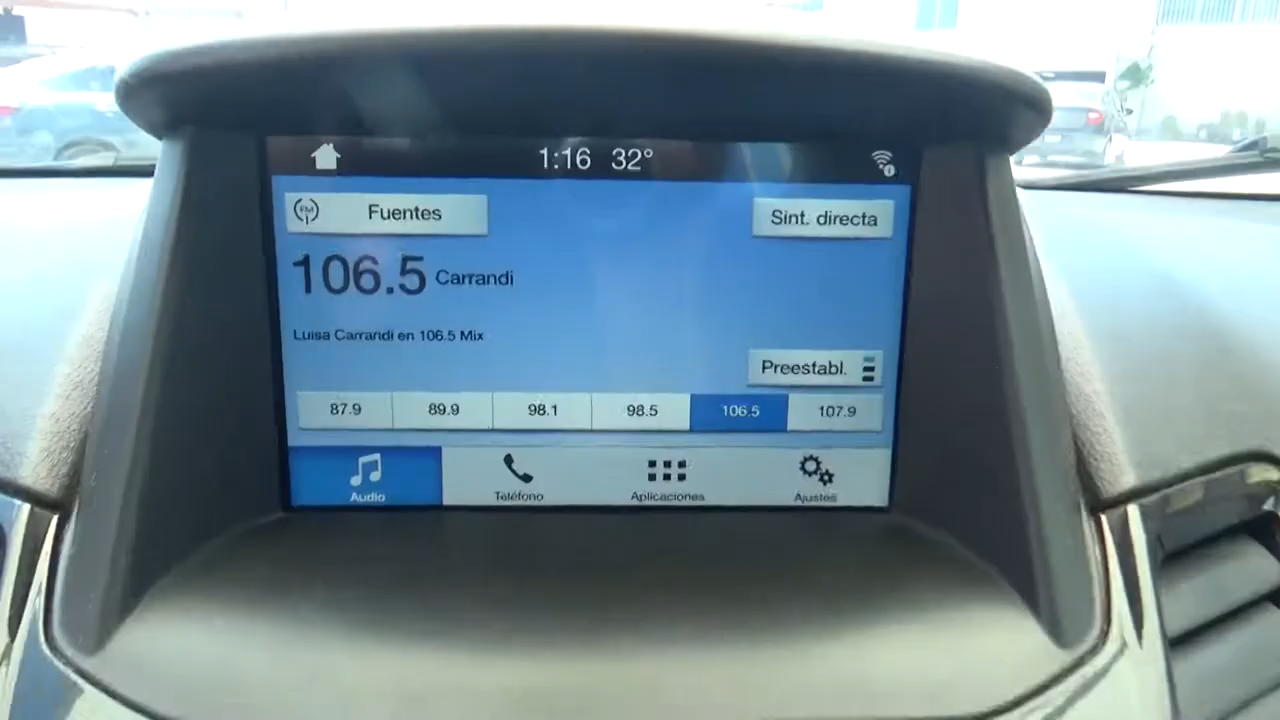 1:16 32°
FM Fuentes
Sint. directa
106.5 Carrandi
Luisa Carrandi en 106.5 Mix
Preestabl.
87.9 89.9 98.1 98.5 106.5 107.9
Audio Teléfono Aplicaciones Ajustes